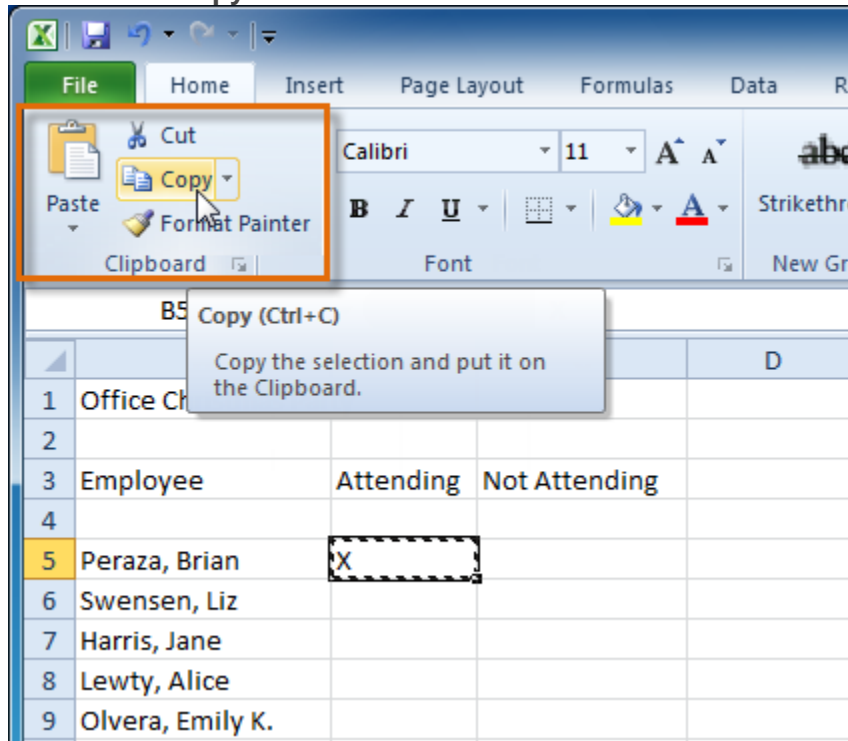 File Home Insert Page Layout Formulas Data R
Cut
Calibri 11 A A abc
Copy
Paste
Format Painter B I U A Strikethr
Clipboard Font New Gr
B5
Copy (Ctrl+C)
Copy the selection and put it on
the Clipboard.
D
1 Office Ch
2
3 Employee Attending Not Attending
4
5 Peraza, Brian X
6 Swensen, Liz
7 Harris, Jane
8 Lewty, Alice
9 Olvera, Emily K.